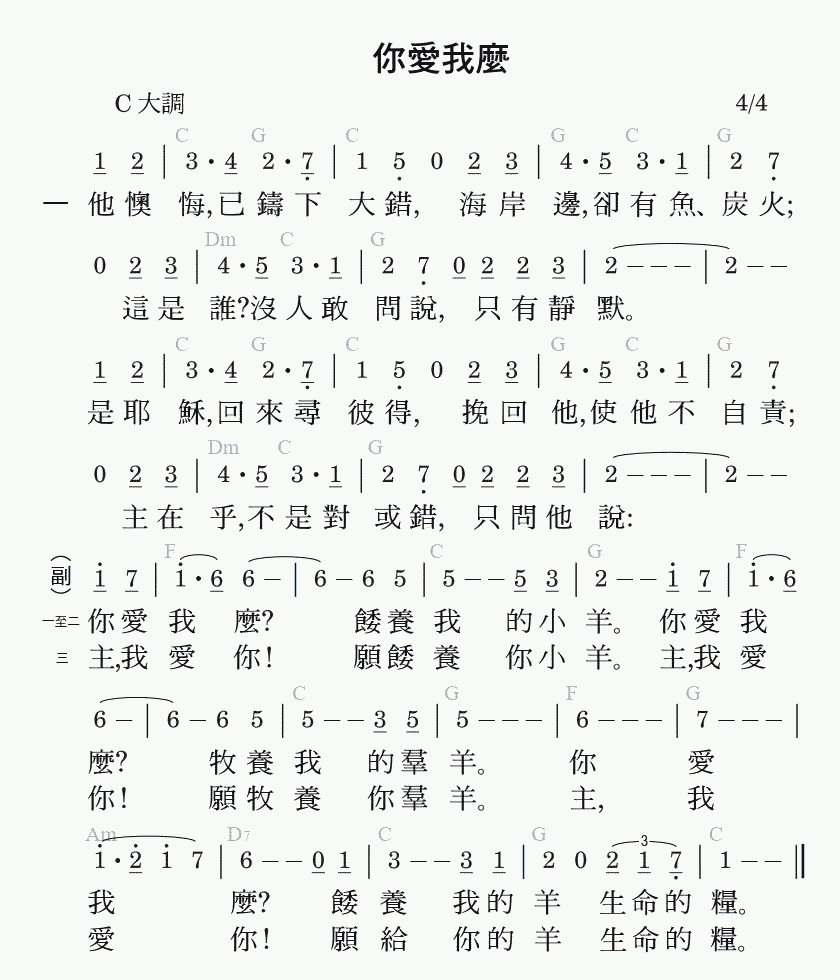 你愛我麼
C 大調 4/4
C G C G C G
1 2 | 3 · 4 2 · 7 | 1 5 0 2 3 | 4 · 5 3 · 1 | 2 7
一 他懊 悔,已鑄下 大錯, 海岸 邊,卻有魚、炭火;
Dm C G
0 2 3 | 4 · 5 3 · 1 | 2 7 0 2 2 3 | 2 — — — | 2 — —
這是 誰?沒人敢 問說, 只有靜 默。
C G C G C G
1 2 | 3 · 4 2 · 7 | 1 5 0 2 3 | 4 · 5 3 · 1 | 2 7
是耶 穌,回來尋 彼得, 挽回 他,使他不 自責;
Dm C G
0 2 3 | 4 · 5 3 · 1 | 2 7 0 2 2 3 | 2 — — — | 2 — —
主在 乎,不是對 或錯, 只問他 說:
F C G F
(副) 1 7 | 1 · 6 6 — | 6 — 6 5 | 5 — — 5 3 | 2 — — 1 7 | 1 · 6
一至二 你愛 我 麼? 餧養 我 的小 羊。 你愛 我
三 主,我 愛 你! 願餧 養 你小 羊。 主,我 愛
C G F G
6 — | 6 — 6 5 | 5 — — 3 5 | 5 — — — | 6 — — — | 7 — — — |
麼? 牧養 我 的羣 羊。 你 愛
你! 願牧 養 你羣 羊。 主, 我
Am D7 C G 3 C
1 · 2 1 7 | 6 — — 0 1 | 3 — — 3 1 | 2 0 2 1 7 | 1 — — ‖
我 麼? 餧 養 我的 羊 生命的 糧。
愛 你! 願 給 你的 羊 生命的 糧。